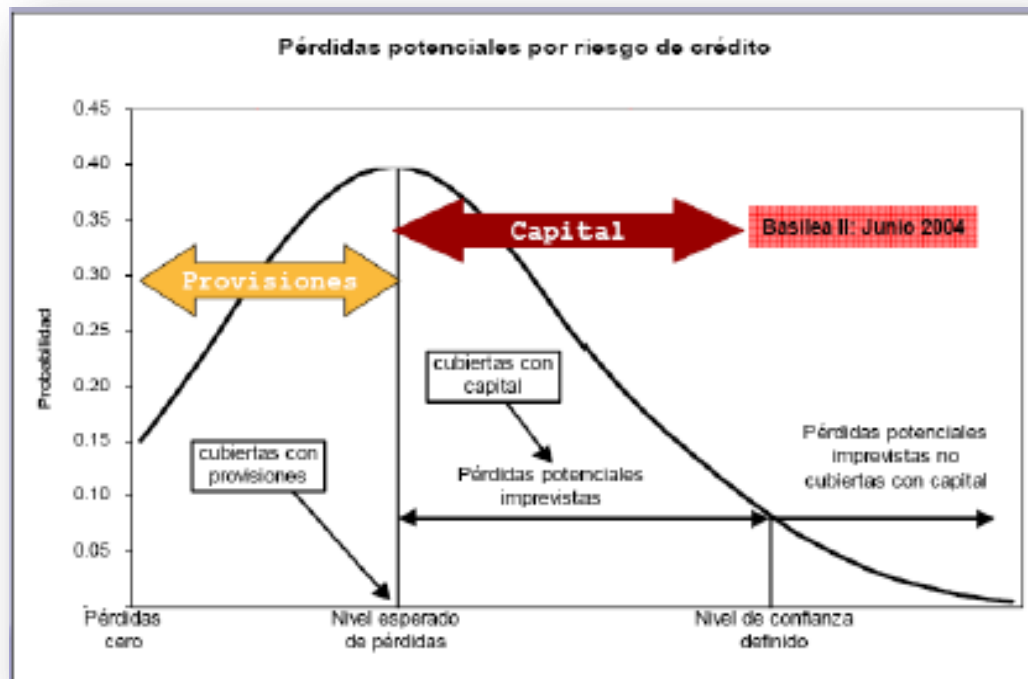 Pérdidas potenciales por riesgo de crédito
0.45
0.40
0.35
0.30
0.25
0.20
0.15
0.10
0.05
-
Probabilidad
Capital
Basilea II: Junio 2004
Provisiones
cubiertas con
capital
cubiertas con
provisiones
Pérdidas potenciales
imprevistas
Pérdidas potenciales
imprevistas no
cubiertas con capital
Pérdidas
cero
Nivel esperado
de pérdidas
Nivel de confianza
definido